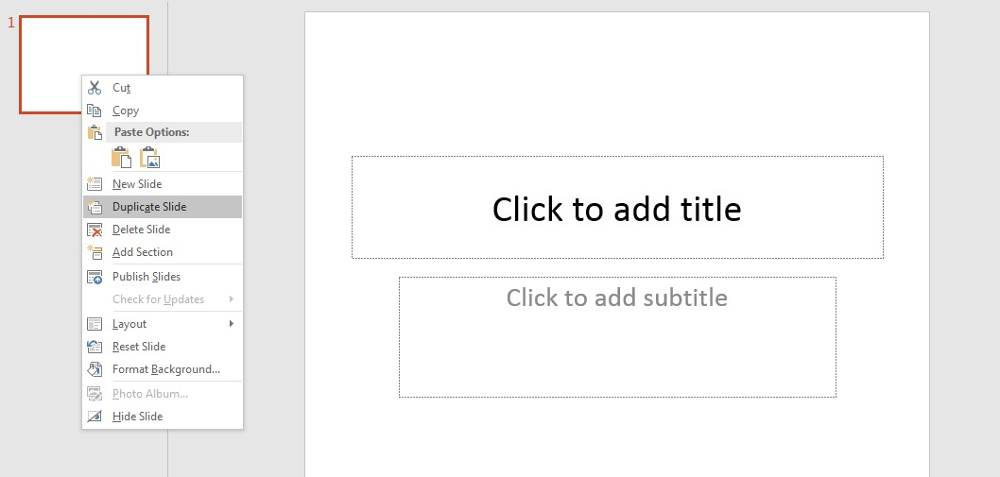 1
Cut
Copy
Paste Options:
New Slide
Duplicate Slide
Delete Slide
Add Section
Publish Slides
Check for Updates
Layout
Reset Slide
Format Background...
Photo Album...
Hide Slide
Click to add title
Click to add subtitle